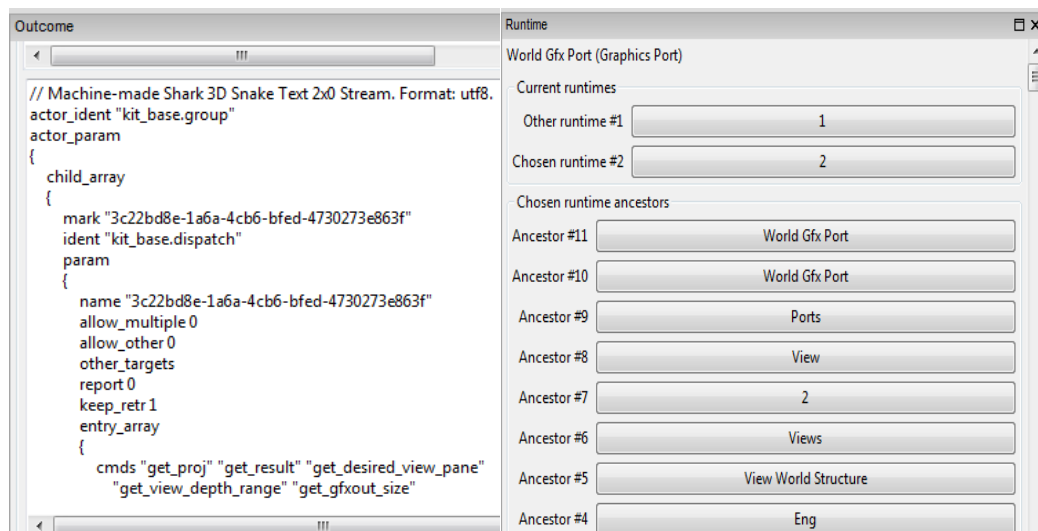 Outcome
// Machine-made Shark 3D Snake Text 2x0 Stream. Format: utf8.
actor_ident "kit_base.group"
actor_param
{
child_array
{
mark "3c22bd8e-1a6a-4cb6-bfed-4730273e863f"
ident "kit_base.dispatch"
param
{
name "3c22bd8e-1a6a-4cb6-bfed-4730273e863f"
allow_multiple 0
allow_other 0
other_targets
report 0
keep_retr 1
entry_array
{
cmds "get_proj" "get_result" "get_desired_view_pane"
"get_view_depth_range" "get_gfxout_size"
Runtime
World Gfx Port (Graphics Port)
Current runtimes
Other runtime #1 1
Chosen runtime #2 2
Chosen runtime ancestors
Ancestor #11 World Gfx Port
Ancestor #10 World Gfx Port
Ancestor #9 Ports
Ancestor #8 View
Ancestor #7 2
Ancestor #6 Views
Ancestor #5 View World Structure
Ancestor #4 Eng